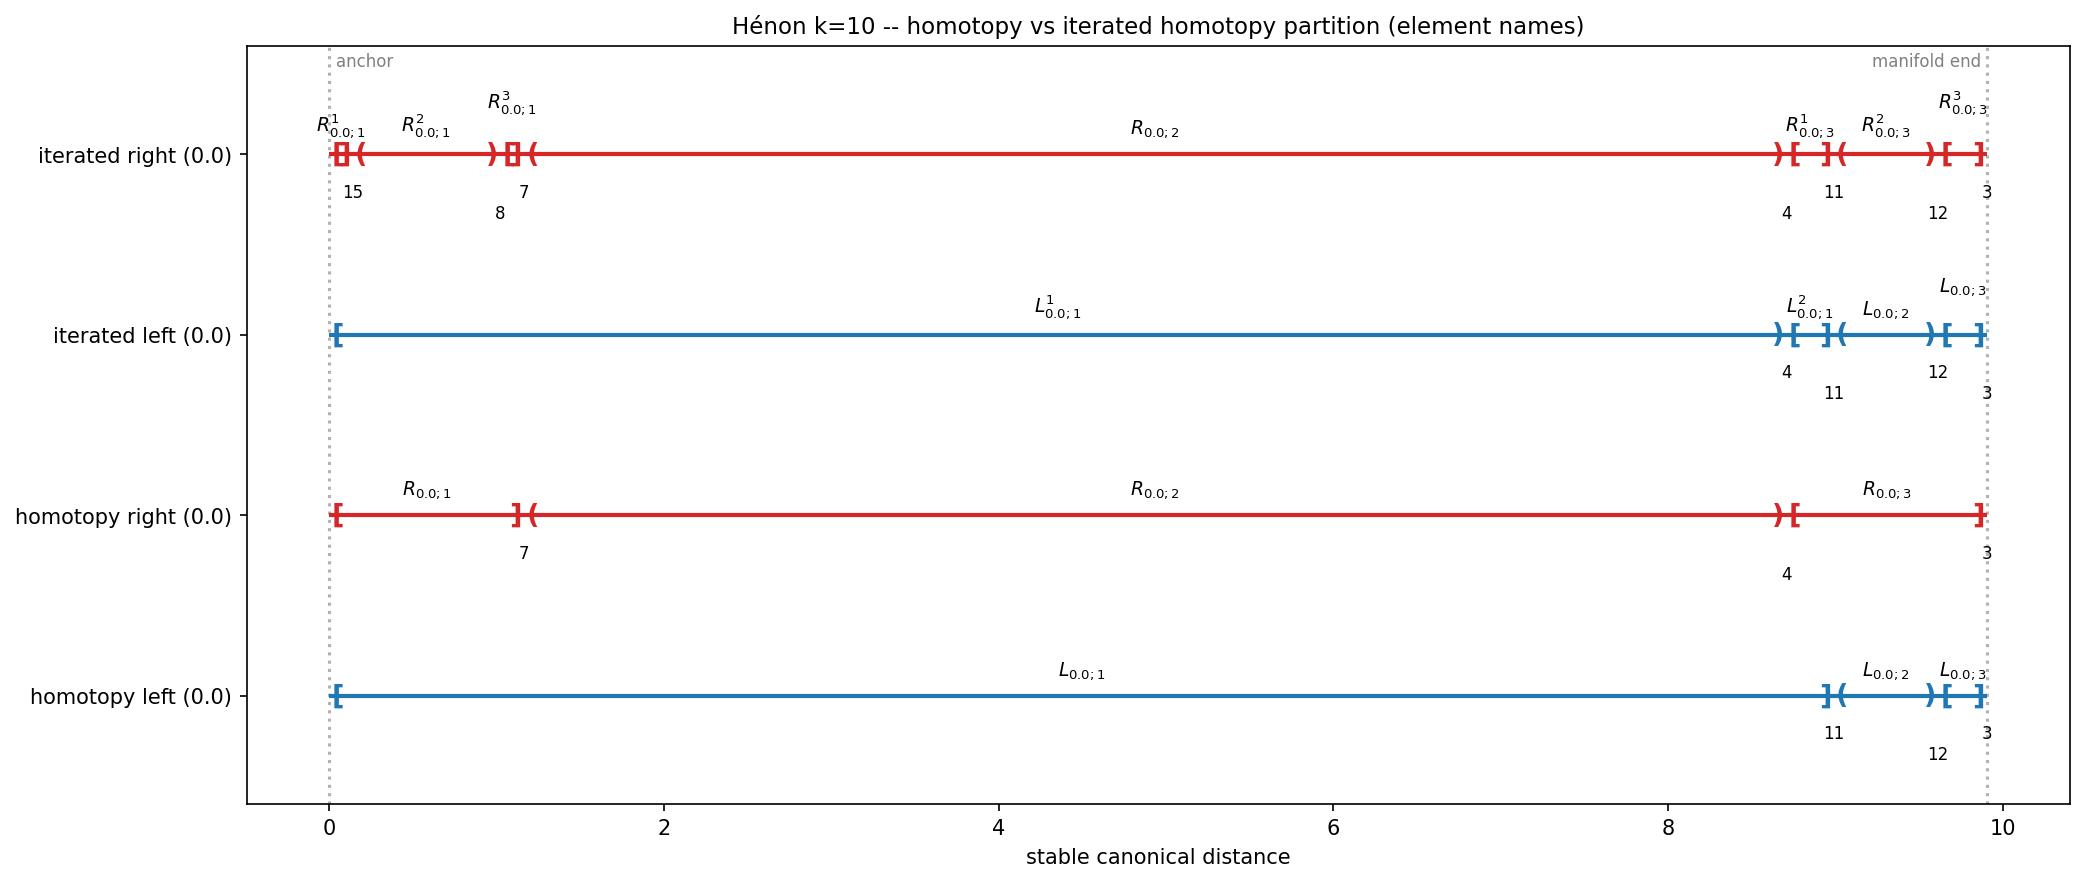 Hénon k=10 -- homotopy vs iterated homotopy partition (element names)
anchor
manifold end
iterated right (0.0)
R^1_{0.0;1} R^2_{0.0;1} R^3_{0.0;1} R_{0.0;2} R^1_{0.0;3} R^2_{0.0;3} R^3_{0.0;3}
[ [ ] ( ) [ [ ] ( ) [ ] ( ) [ ]
15 8 7 4 11 12 3
iterated left (0.0)
L^1_{0.0;1} L^2_{0.0;1} L_{0.0;2} L_{0.0;3}
[ ) [ ] ( ) [ ]
4 11 12 3
homotopy right (0.0)
R_{0.0;1} R_{0.0;2} R_{0.0;3}
[ ] ( ) [ ]
7 4 3
homotopy left (0.0)
L_{0.0;1} L_{0.0;2} L_{0.0;3}
[ ] ( ) [ ]
11 12 3
0 2 4 6 8 10
stable canonical distance